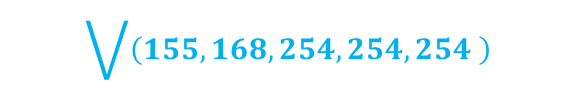 ⋁(155, 168, 254, 254, 254 )